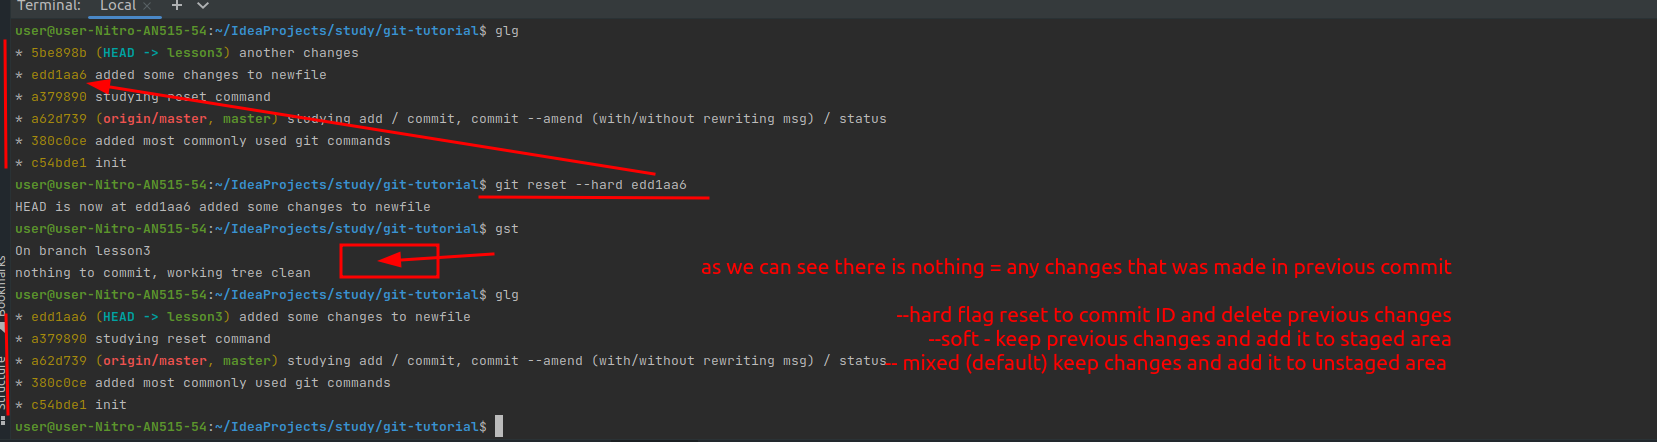 Terminal: Local × + ⌄
user@user-Nitro-AN515-54:~/IdeaProjects/study/git-tutorial$ glg
* 5be898b (HEAD -> lesson3) another changes
* edd1aa6 added some changes to newfile
* a379890 studying reset command
* a62d739 (origin/master, master) studying add / commit, commit --amend (with/without rewriting msg) / status
* 380c0ce added most commonly used git commands
* c54bde1 init
user@user-Nitro-AN515-54:~/IdeaProjects/study/git-tutorial$ git reset --hard edd1aa6
HEAD is now at edd1aa6 added some changes to newfile
user@user-Nitro-AN515-54:~/IdeaProjects/study/git-tutorial$ gst
On branch lesson3
nothing to commit, working tree clean
as we can see there is nothing = any changes that was made in previous commit
user@user-Nitro-AN515-54:~/IdeaProjects/study/git-tutorial$ glg
* edd1aa6 (HEAD -> lesson3) added some changes to newfile
* a379890 studying reset command
* a62d739 (origin/master, master) studying add / commit, commit --amend (with/without rewriting msg) / status
* 380c0ce added most commonly used git commands
* c54bde1 init
user@user-Nitro-AN515-54:~/IdeaProjects/study/git-tutorial$
--hard flag reset to commit ID and delete previous changes
--soft - keep previous changes and add it to staged area
-- mixed (default) keep changes and add it to unstaged area
Bookmarks
Structure